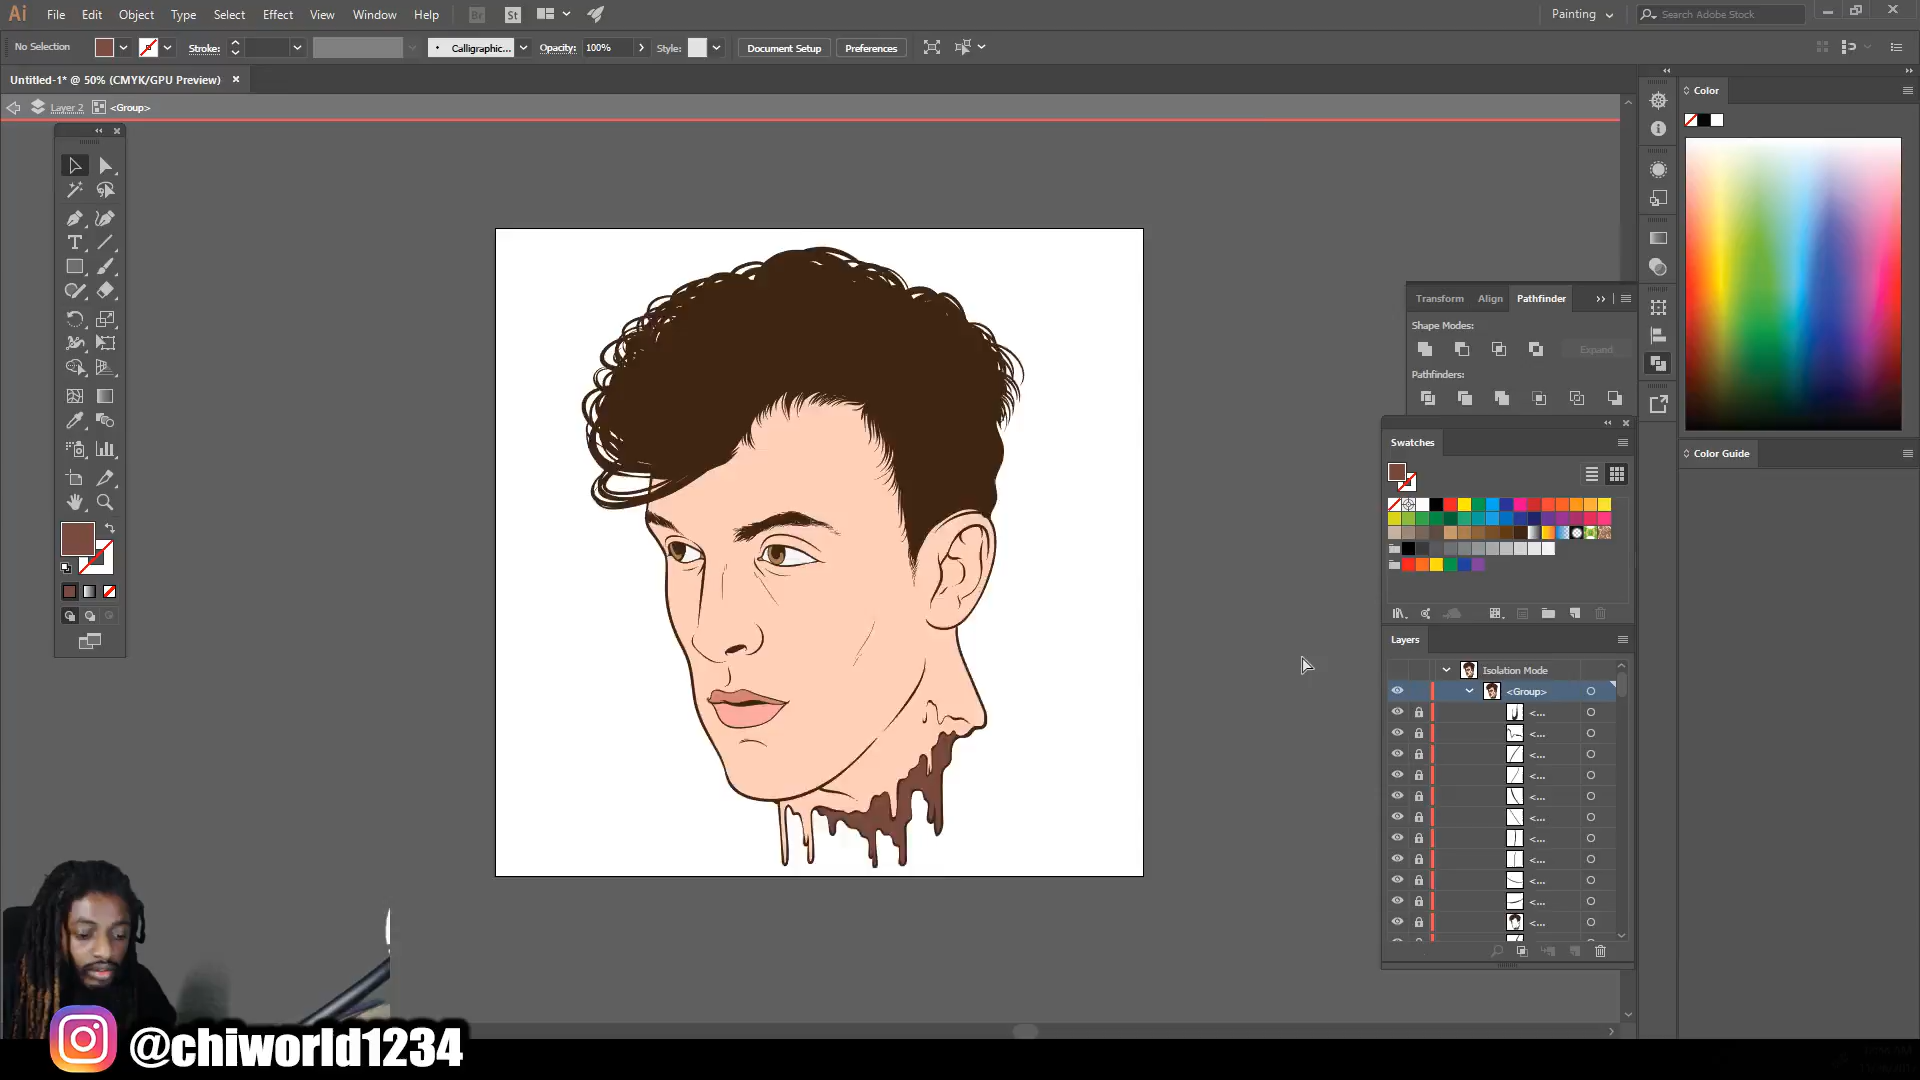 Ai File Edit Object Type Select Effect View Window Help Br St Painting Search Adobe Stock
No Selection Stroke: Calligraphic... Opacity: 100% Style: Document Setup Preferences
Untitled-1* @ 50% (CMYK/GPU Preview)
Layer 2 <Group>
Color
Transform Align Pathfinder
Shape Modes:
Expand
Pathfinders:
Swatches
Color Guide
Layers
Isolation Mode
<Group>
<...
<...
<...
<...
<...
<...
<...
<...
<...
<...
<...
@chiworld1234